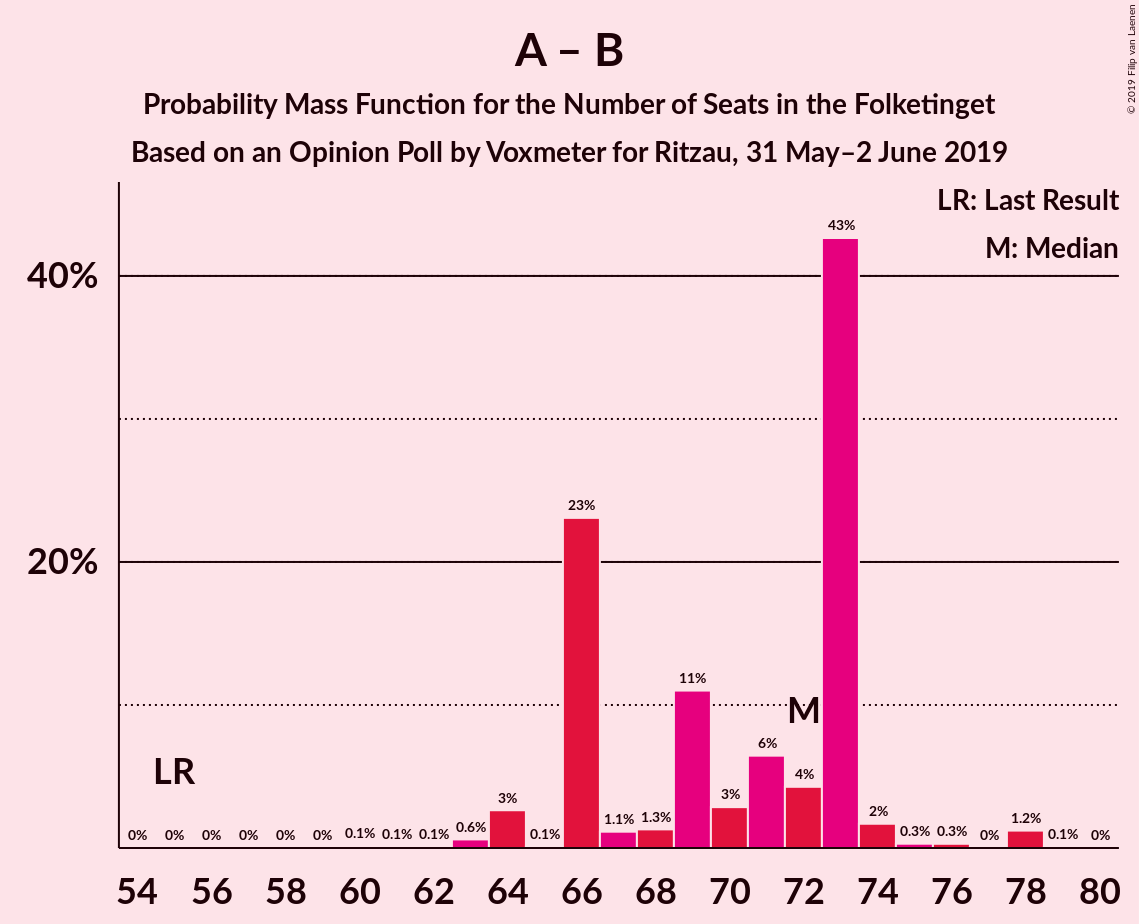 A – B
Probability Mass Function for the Number of Seats in the Folketinget
Based on an Opinion Poll by Voxmeter for Ritzau, 31 May–2 June 2019
© 2019 Filip van Laenen
LR: Last Result
M: Median
43%
40%
23%
20%
11%
M
6%
LR
4%
3%
3%
2%
1.2%
0% 0% 0% 0% 0% 0% 0.1% 0.1% 0.1% 0.6% 0.1% 1.1% 1.3% 0.3% 0.3% 0% 0.1% 0%
54 56 58 60 62 64 66 68 70 72 74 76 78 80